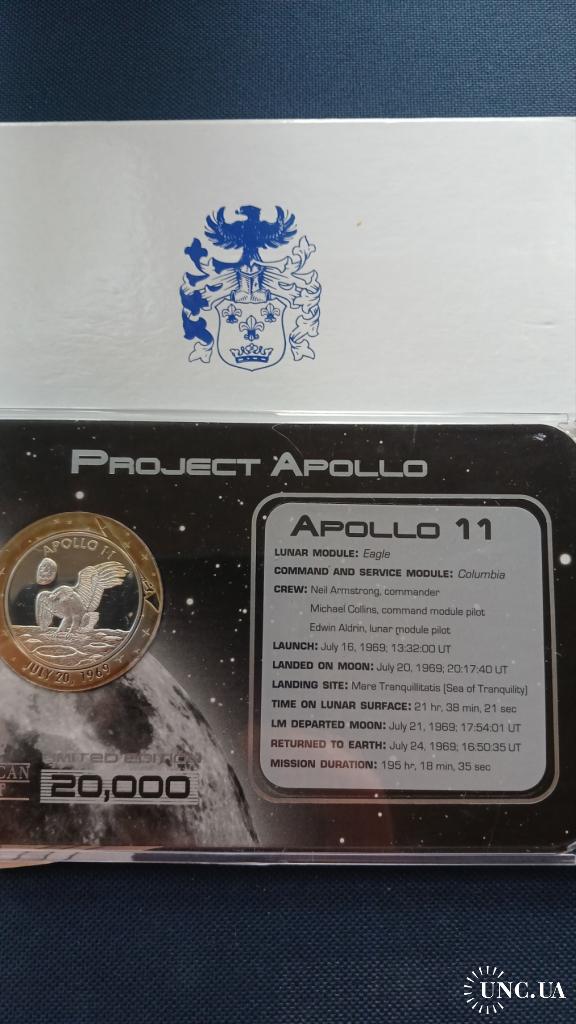 PROJECT APOLLO
APOLLO 11
JULY 20, 1969
LIMITED EDITION
20,000
APOLLO 11
LUNAR MODULE: Eagle
COMMAND AND SERVICE MODULE: Columbia
CREW: Neil Armstrong, commander
Michael Collins, command module pilot
Edwin Aldrin, lunar module pilot
LAUNCH: July 16, 1969; 13:32:00 UT
LANDED ON MOON: July 20, 1969; 20:17:40 UT
LANDING SITE: Mare Tranquillitatis (Sea of Tranquility)
TIME ON LUNAR SURFACE: 21 hr, 38 min, 21 sec
LM DEPARTED MOON: July 21, 1969; 17:54:01 UT
RETURNED TO EARTH: July 24, 1969; 16:50:35 UT
MISSION DURATION: 195 hr, 18 min, 35 sec
UNC.UA